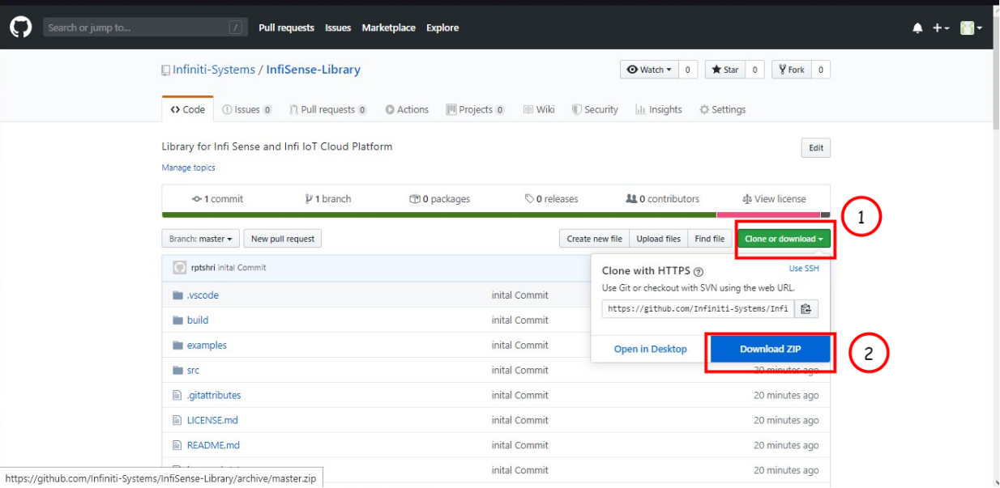 Search or jump to... / Pull requests Issues Marketplace Explore
Infiniti-Systems / InfiSense-Library Watch 0 Star 0 Fork 0
Code Issues 0 Pull requests 0 Actions Projects 0 Wiki Security Insights Settings
Library for Infi Sense and Infi IoT Cloud Platform Edit
Manage topics
1 commit 1 branch 0 packages 0 releases 0 contributors View license
1
Branch: master New pull request Create new file Upload files Find file Clone or download
rptshri inital Commit
Clone with HTTPS ? Use SSH
Use Git or checkout with SVN using the web URL.
https://github.com/Infiniti-Systems/Infi
.vscode inital Commit
build inital Commit
examples inital Commit
Open in Desktop Download ZIP
2
src inital Commit 20 minutes ago
.gitattributes inital Commit 20 minutes ago
LICENSE.md inital Commit 20 minutes ago
README.md inital Commit 20 minutes ago
inital Commit 20 minutes ago
https://github.com/Infiniti-Systems/InfiSense-Library/archive/master.zip